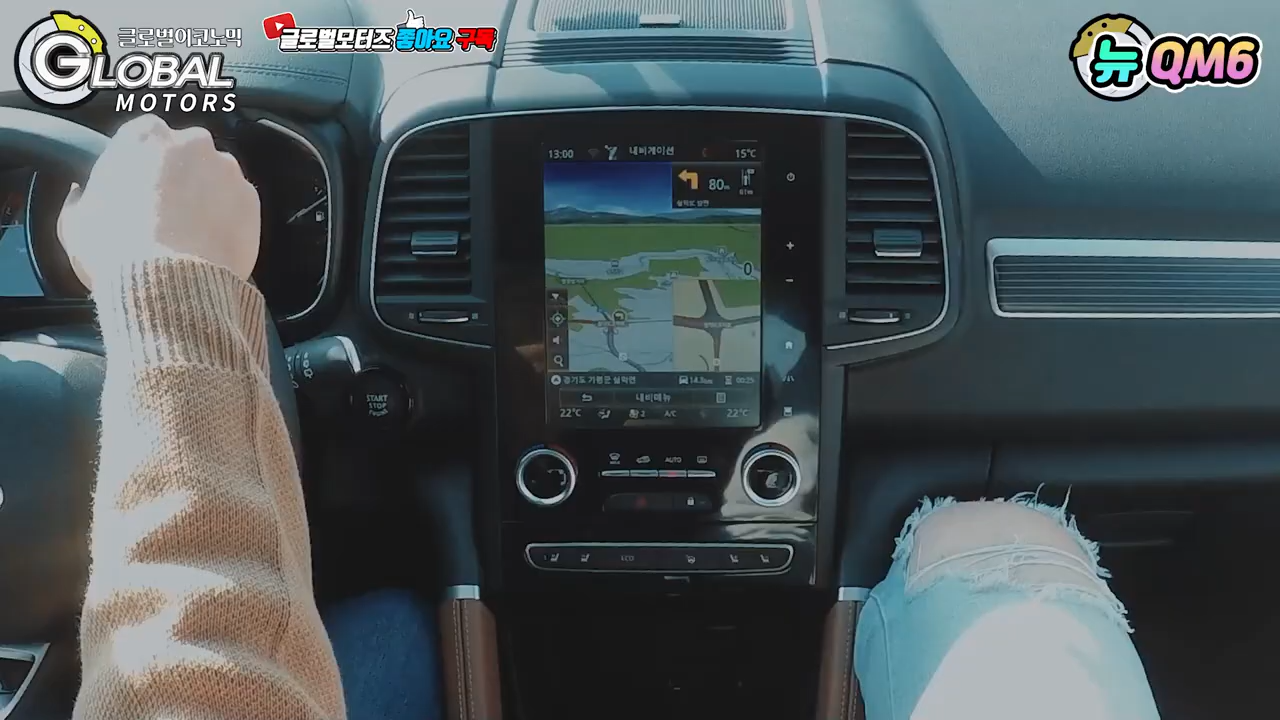 글로벌이코노믹
GLOBAL
MOTORS
글로벌모터즈 좋아요 구독
뉴 QM6
13:00
내비게이션
15°C
80m
0
경기도 가평군 설악면
14.3km
00:25
내비메뉴
22°C
2
A/C
22°C
START
STOP
AUTO
ECO